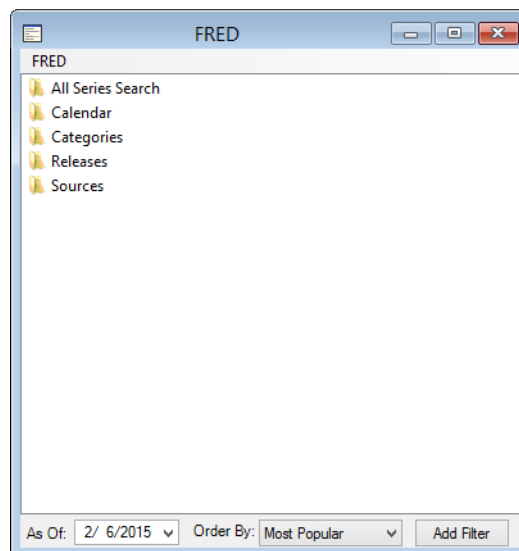 FRED
FRED
All Series Search
Calendar
Categories
Releases
Sources
As Of: 2/ 6/2015 Order By: Most Popular Add Filter